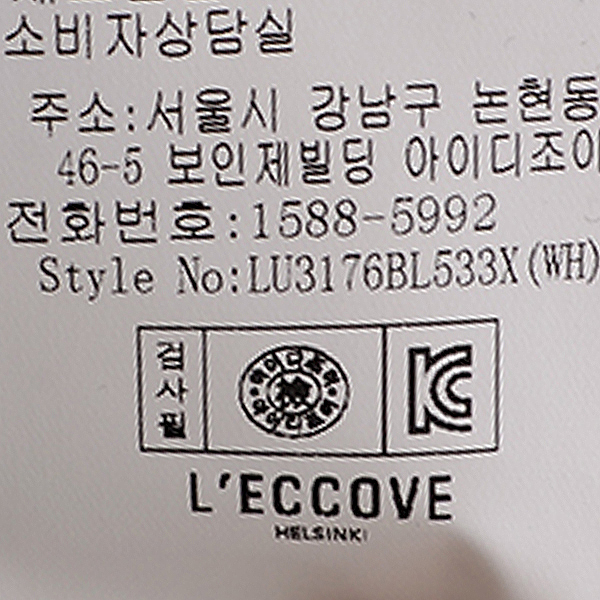 소비자상담실
주소:서울시 강남구 논현동
46-5 보인제빌딩 아이디조이
전화번호:1588-5992
Style No:LU3176BL533X(WH)
검사필
檢
KC
L'ECCOVE
HELSINKI